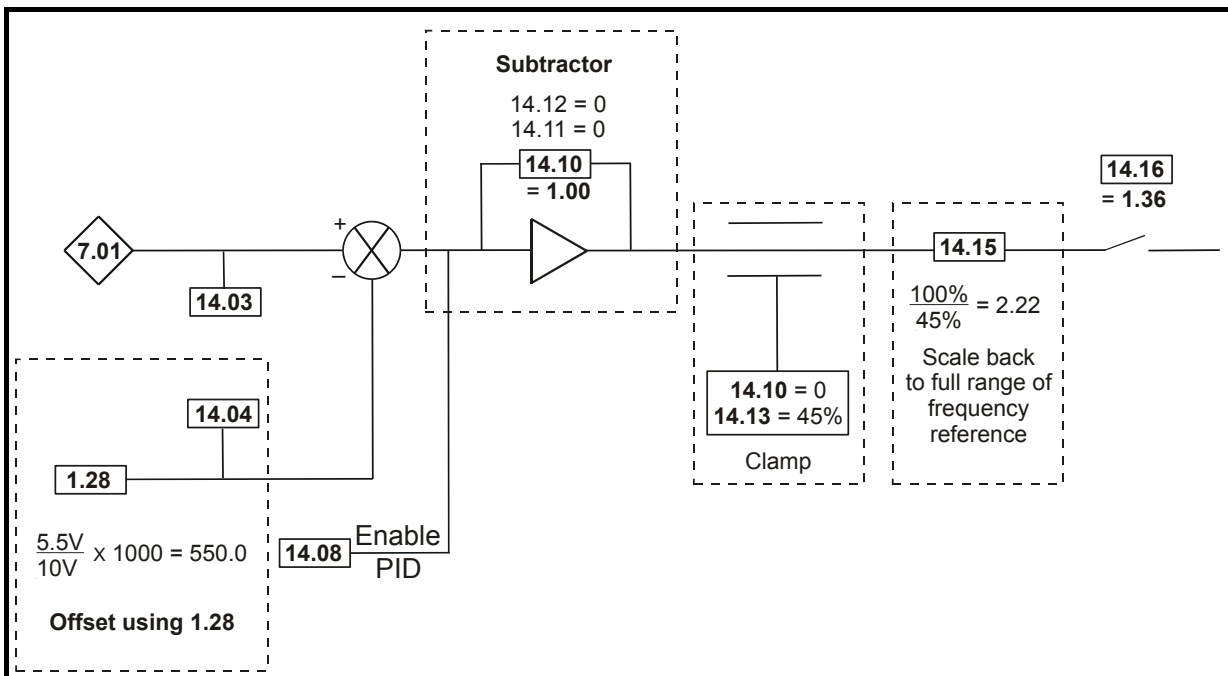 Subtractor
14.12 = 0
14.11 = 0
14.10
= 1.00
14.16
= 1.36
7.01
+
–
14.03
14.15
100%
45%
= 2.22
Scale back
to full range of
frequency
reference
14.10 = 0
14.13 = 45%
Clamp
14.04
1.28
5.5V
10V
x 1000 = 550.0
Offset using 1.28
14.08
Enable
PID